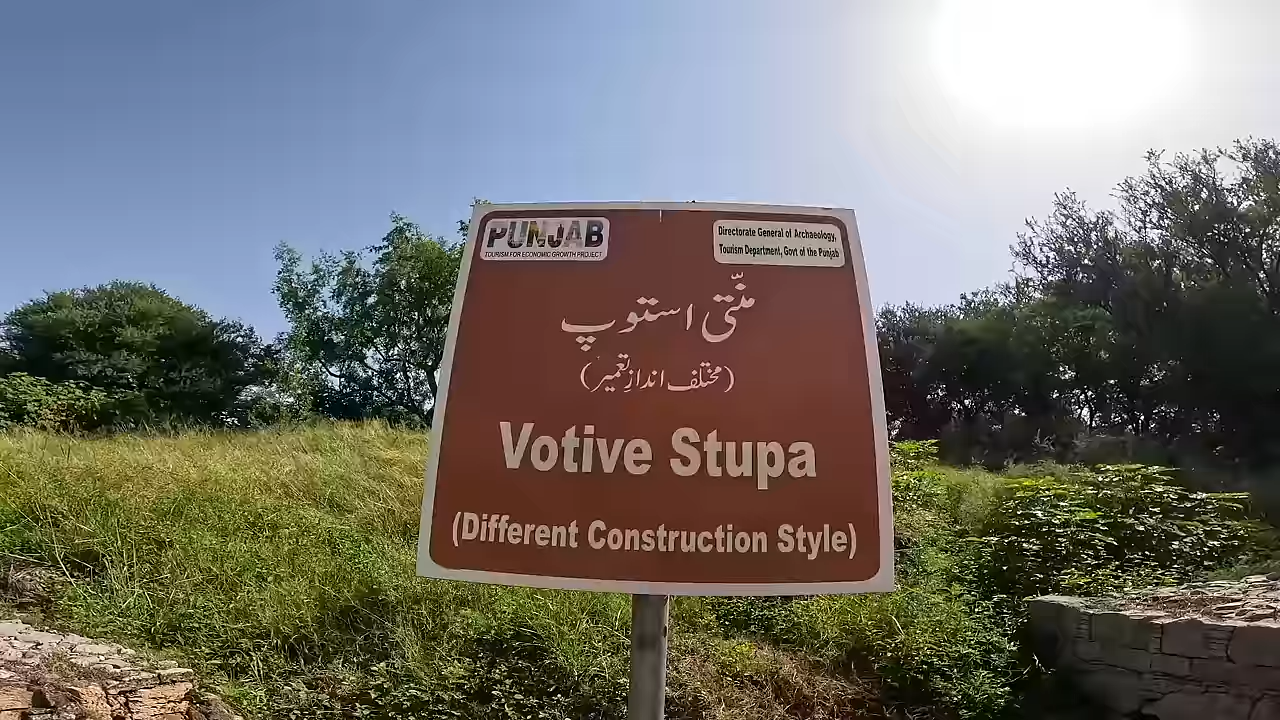 PUNJAB
TOURISM FOR ECONOMIC GROWTH PROJECT
Directorate General of Archaeology,
Tourism Department, Govt of the Punjab
منّتی استوپ
(مختلف اندازِتعمیر)
Votive Stupa
(Different Construction Style)